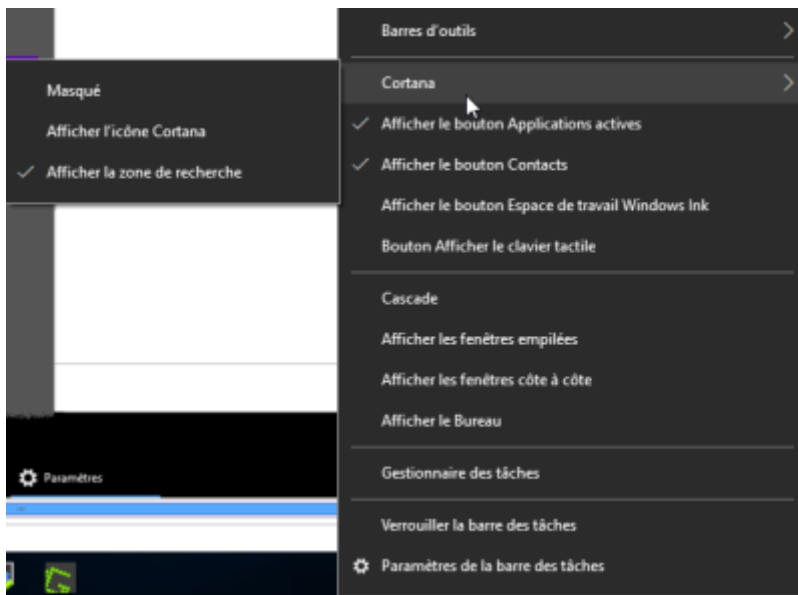 Barres d'outils
Cortana
Masqué
Afficher l'icône Cortana
Afficher la zone de recherche
Afficher le bouton Applications actives
Afficher le bouton Contacts
Afficher le bouton Espace de travail Windows Ink
Bouton Afficher le clavier tactile
Cascade
Afficher les fenêtres empilées
Afficher les fenêtres côte à côte
Afficher le Bureau
Gestionnaire des tâches
Paramètres
Verrouiller la barre des tâches
Paramètres de la barre des tâches